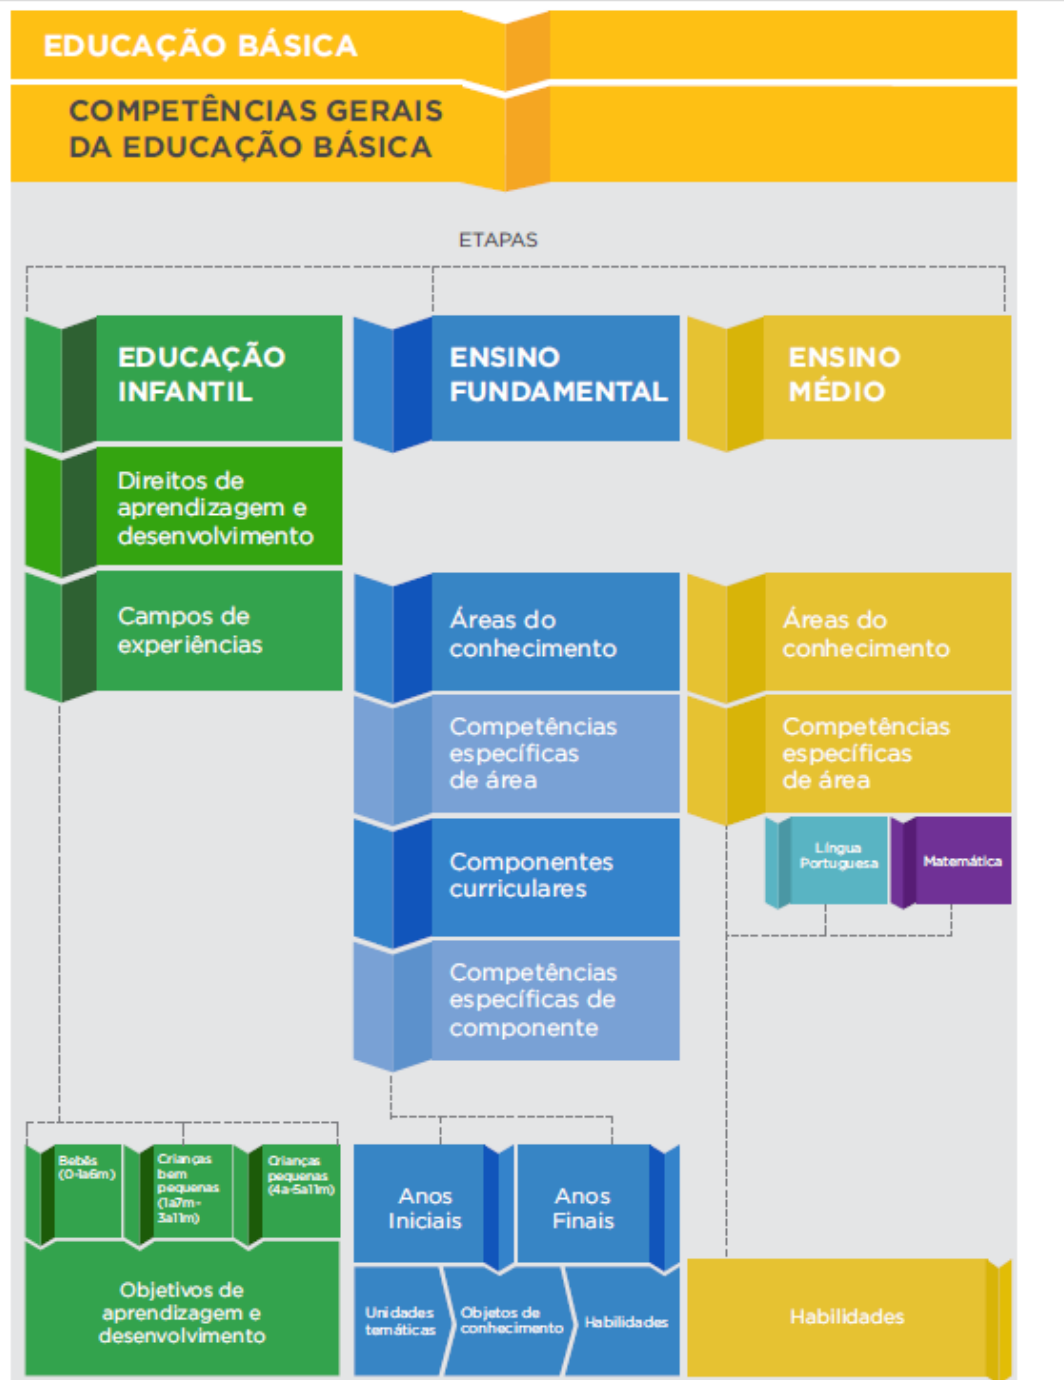 EDUCAÇÃO BÁSICA
COMPETÊNCIAS GERAIS
DA EDUCAÇÃO BÁSICA
ETAPAS
EDUCAÇÃO
INFANTIL
Direitos de
aprendizagem e
desenvolvimento
Campos de
experiências
Bebês
(0-1a6m)
Crianças
bem
pequenas
(1a7m-
3a11m)
Crianças
pequenas
(4a-5a11m)
Objetivos de
aprendizagem e
desenvolvimento
ENSINO
FUNDAMENTAL
Áreas do
conhecimento
Competências
específicas
de área
Componentes
curriculares
Competências
específicas de
componente
Anos
Iniciais
Anos
Finais
Unidades
temáticas
Objetos de
conhecimento
Habilidades
ENSINO
MÉDIO
Áreas do
conhecimento
Competências
específicas
de área
Língua
Portuguesa
Matemática
Habilidades